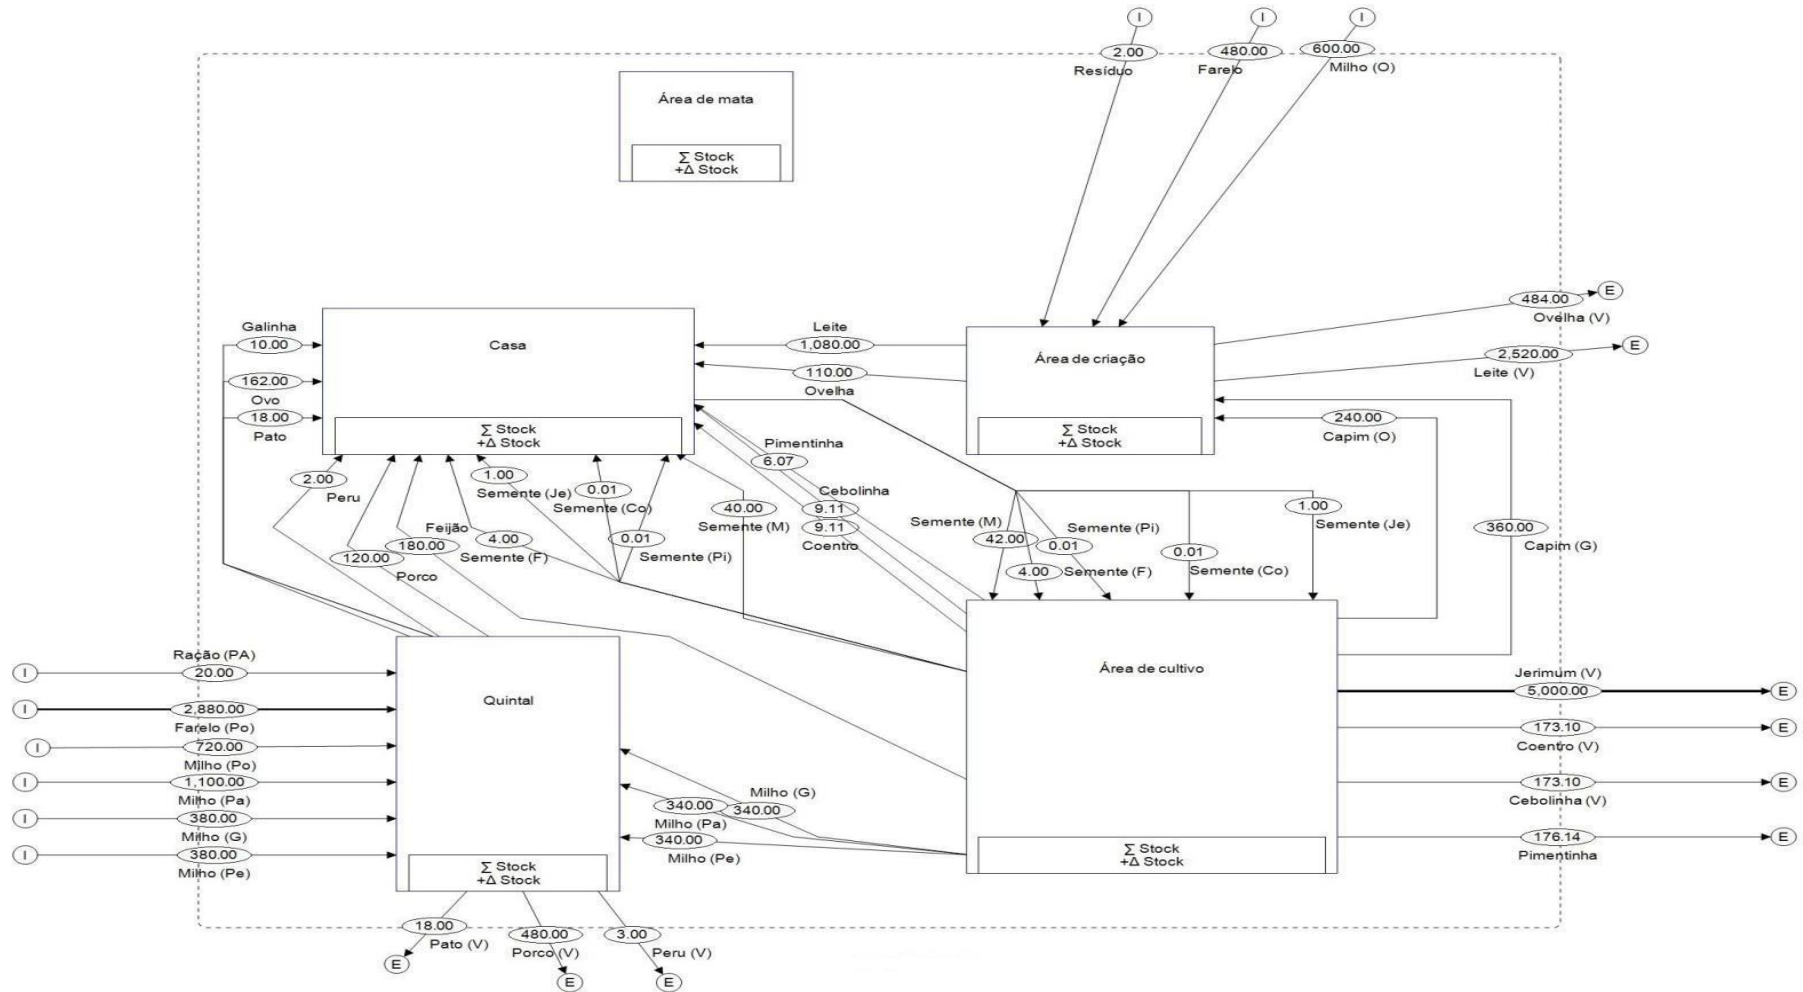 I
I
I
2.00
Resíduo
480.00
Farelo
600.00
Milho (O)
Área de mata
∑ Stock
+Δ Stock
Galinha
10.00
162.00
Ovo
18.00
Pato
Casa
∑ Stock
+Δ Stock
Leite
1,080.00
110.00
Ovelha
Área de criação
∑ Stock
+Δ Stock
484.00
E
Ovelha (V)
2,520.00
E
Leite (V)
240.00
Capim (O)
360.00
Capim (G)
2.00
Peru
120.00
Porco
180.00
Feijão
4.00
Semente (F)
1.00
Semente (Je)
0.01
Semente (Co)
0.01
Semente (Pi)
40.00
Semente (M)
Pimentinha
6.07
Cebolinha
9.11
9.11
Coentro
Semente (M)
42.00
4.00
Semente (F)
Semente (Pi)
0.01
0.01
Semente (Co)
1.00
Semente (Je)
Ração (PA)
I
20.00
I
2,880.00
Farelo (Po)
I
720.00
Milho (Po)
I
1,100.00
Milho (Pa)
I
380.00
Milho (G)
I
380.00
Milho (Pe)
Quintal
∑ Stock
+Δ Stock
Milho (G)
340.00
340.00
Milho (Pa)
340.00
Milho (Pe)
Área de cultivo
∑ Stock
+Δ Stock
Jerimum (V)
5,000.00
E
173.10
E
Coentro (V)
173.10
E
Cebolinha (V)
176.14
E
Pimentinha
18.00
Pato (V)
E
480.00
Porco (V)
E
3.00
Peru (V)
E